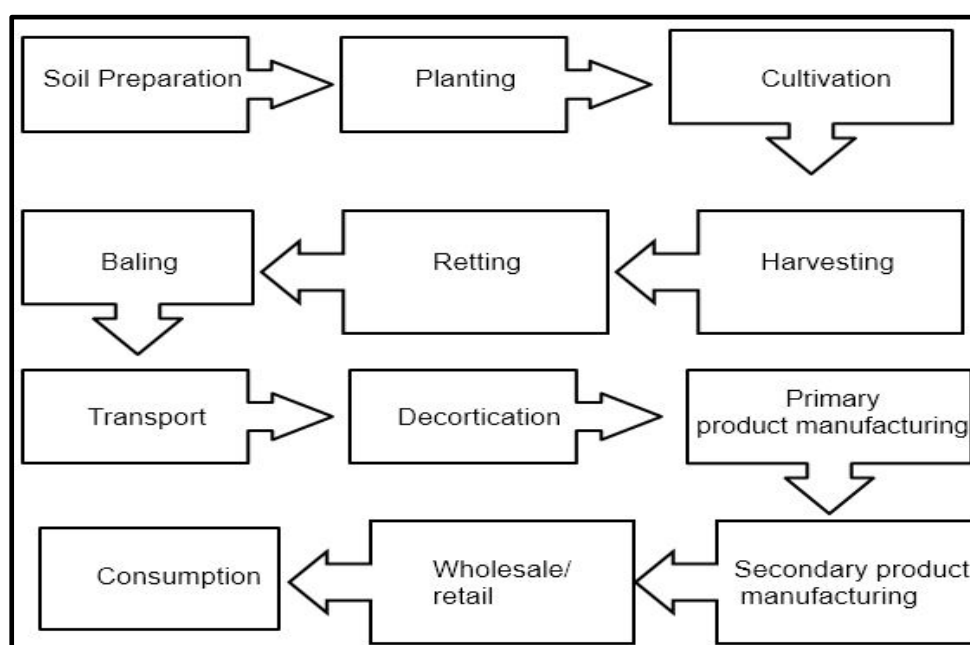 Soil Preparation
Planting
Cultivation
Harvesting
Retting
Baling
Transport
Decortication
Primary
product manufacturing
Secondary product
manufacturing
Wholesale/
retail
Consumption